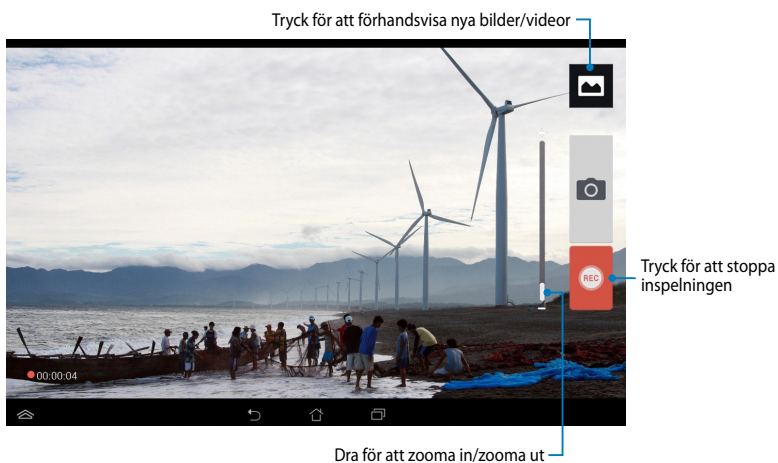 Tryck för att förhandsvisa nya bilder/videor
REC
Tryck för att stoppa
inspelningen
00:00:04
Dra för att zooma in/zooma ut